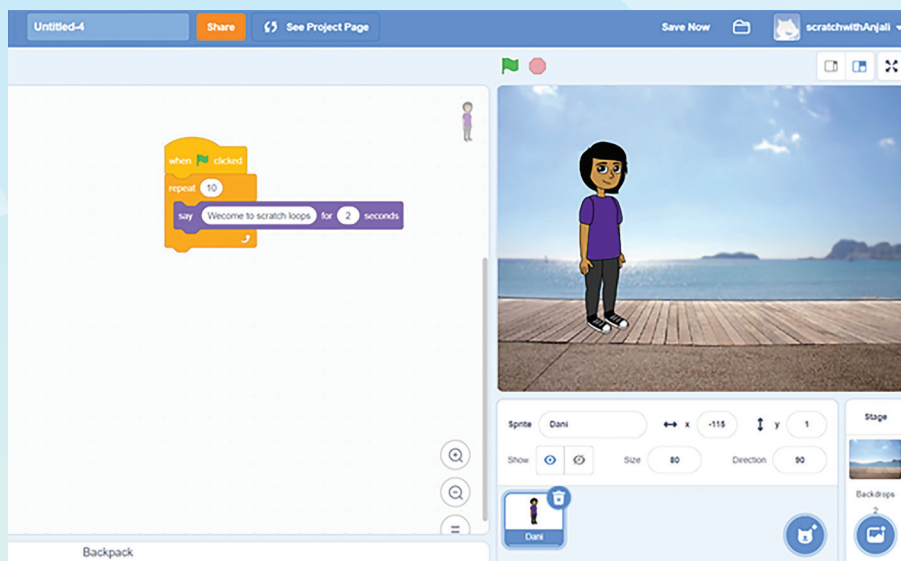 Untitled-4 Share See Project Page Save Now scratchwithAnjali
when clicked
repeat 10
say Wecome to scratch loops for 2 seconds
Sprite Dani x -115 y 1
Show Size 80 Direction 90
Dani
Stage
Backdrops
2
Backpack